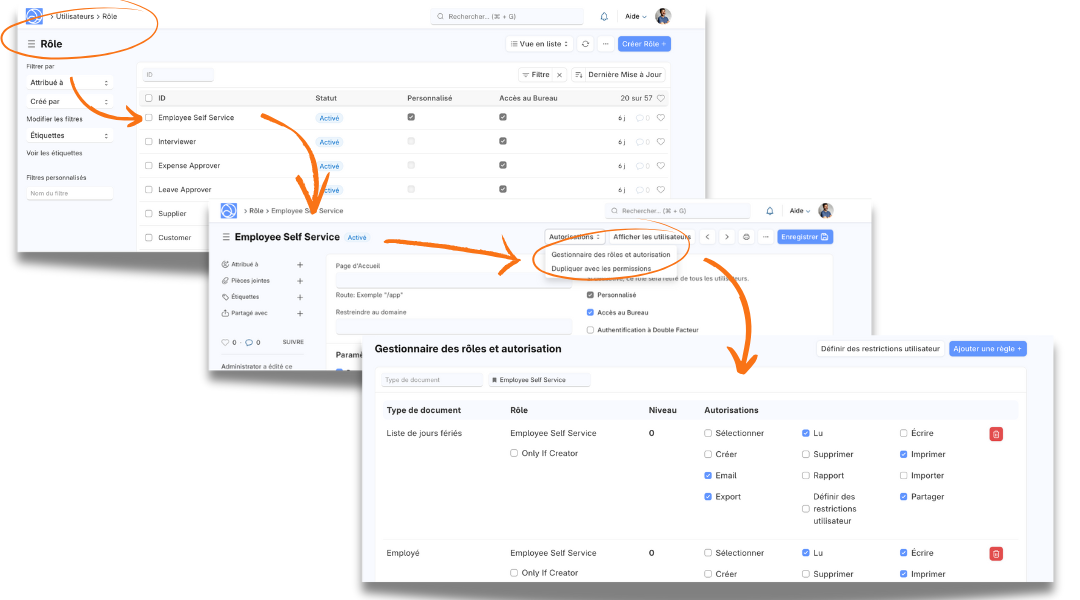 Utilisateurs > Rôle
Rechercher... (⌘ + G)
Aide
Rôle
Vue en liste
Créer Rôle +
Filtrer par
Attribué à
Créé par
Modifier les filtres
Étiquettes
Voir les étiquettes
Filtres personnalisés
Nom du filtre
ID
Filtre ×
Dernière Mise à Jour
ID Statut Personnalisé Accès au Bureau 20 sur 57
Employee Self Service Activé 6 j 0
Interviewer Activé 6 j 0
Expense Approver Activé 6 j 0
Leave Approver Activé 6 j 0
Supplier
Customer
> Rôle > Employee Self Service
Rechercher... (⌘ + G)
Aide
Employee Self Service Activé
Autorisations
Afficher les utilisateurs
Enregistrer
Gestionnaire des rôles et autorisation
Dupliquer avec les permissions
Attribué à +
Pièces jointes +
Étiquettes +
Partagé avec +
0 · 0 SUIVRE
Administrator a édité ce
Page d'Accueil
Route: Exemple "/app"
Restreindre au domaine
le rôle sera retiré de tous les utilisateurs.
Personnalisé
Accès au Bureau
Authentification à Double Facteur
Gestionnaire des rôles et autorisation
Définir des restrictions utilisateur
Ajouter une règle +
Type de document
Employee Self Service
Type de document Rôle Niveau Autorisations
Liste de jours fériés Employee Self Service 0 Sélectionner Lu Écrire
Only If Creator Créer Supprimer Imprimer
Email Rapport Importer
Export Définir des restrictions utilisateur Partager
Employé Employee Self Service 0 Sélectionner Lu Écrire
Only If Creator Créer Supprimer Imprimer